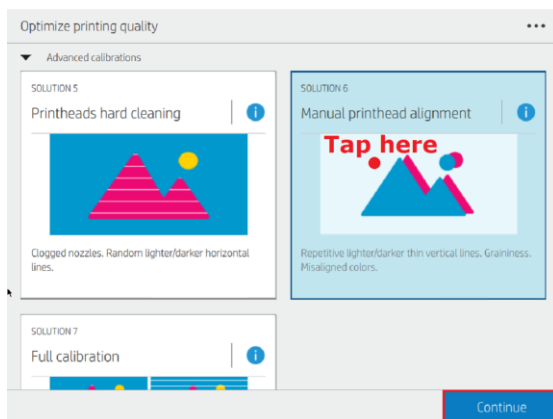 Optimize printing quality
Advanced calibrations
SOLUTION 5
Printheads hard cleaning
Clogged nozzles. Random lighter/darker horizontal
lines.
SOLUTION 6
Manual printhead alignment
Tap here
Repetitive lighter/darker thin vertical lines. Graininess.
Misaligned colors.
SOLUTION 7
Full calibration
Continue